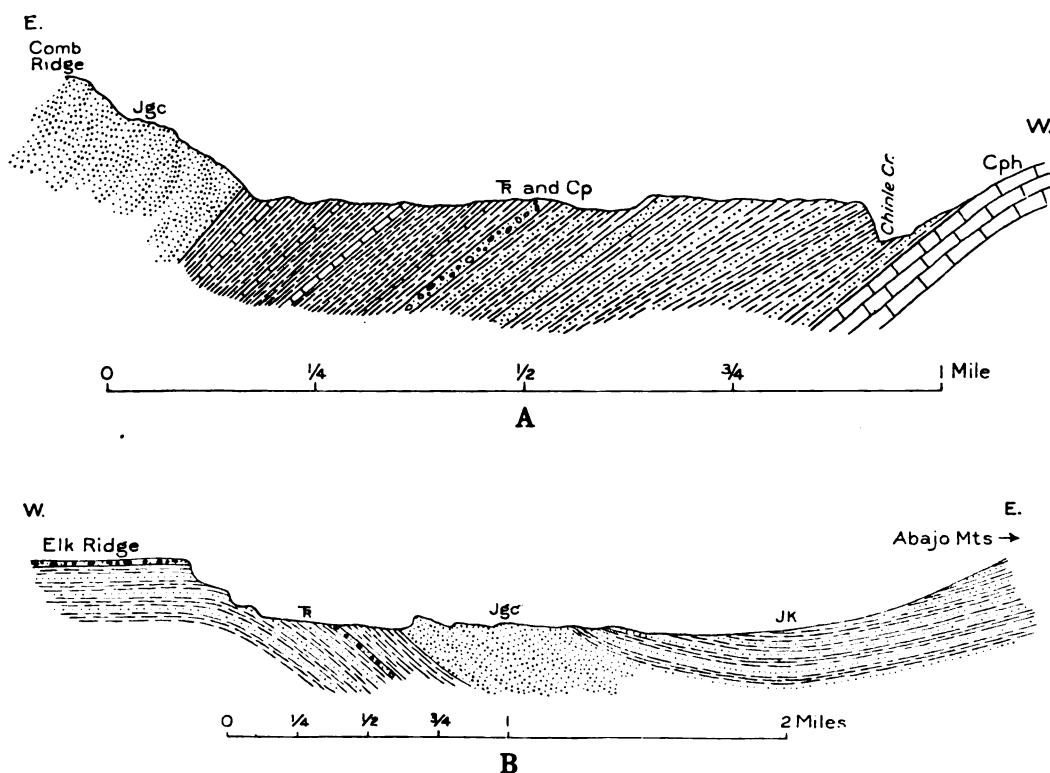 E.
Comb
Ridge
Jgc
W.
Cph
Chinle Cr.
Ꞧ and Cp
0 1/4 1/2 3/4 1 Mile
A
W.
E.
Elk Ridge
Abajo Mts →
Ꞧ
Jgc
JK
0 1/4 1/2 3/4 1 2 Miles
B